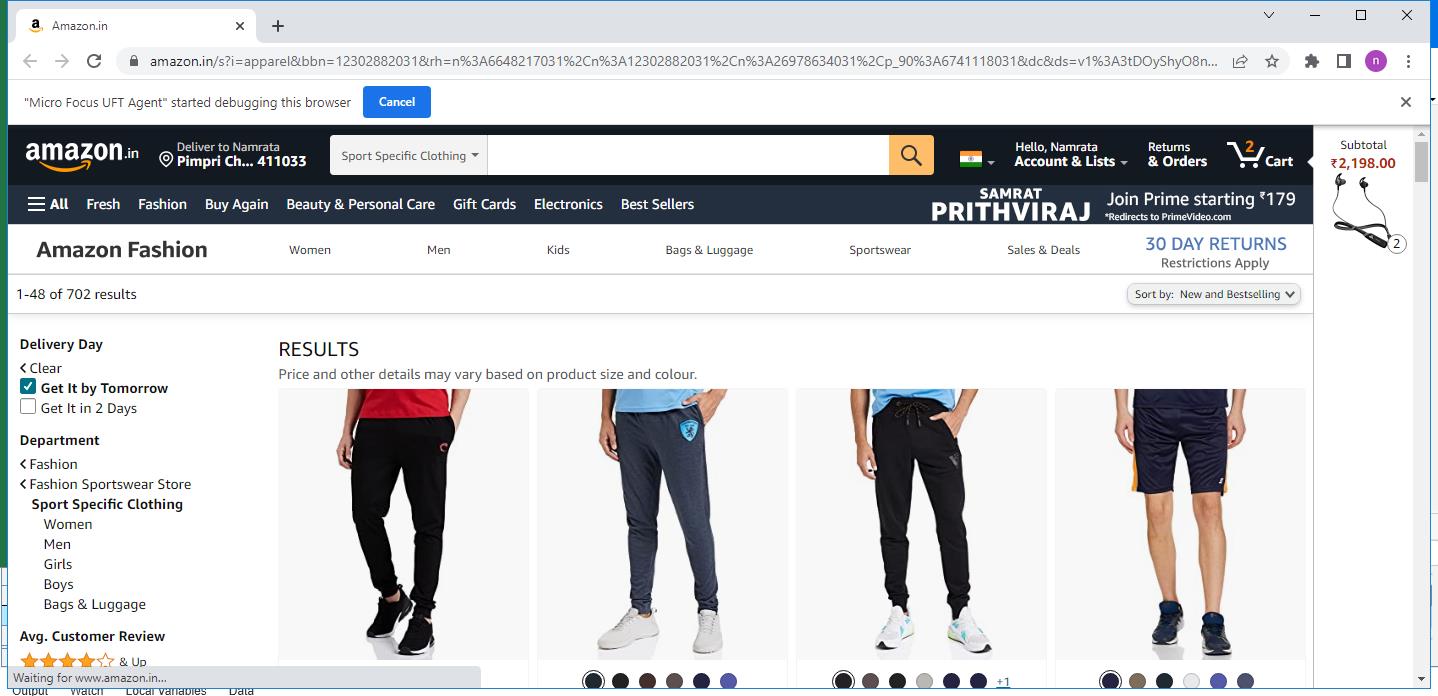 Amazon.in
amazon.in/s?i=apparel&bbn=12302882031&rh=n%3A6648217031%2Cn%3A12302882031%2Cn%3A26978634031%2Cp_90%3A6741118031&dc&ds=v1%3A3tDOyShyO8n...
n
"Micro Focus UFT Agent" started debugging this browser
Cancel
amazon.in
Deliver to Namrata
Pimpri Ch... 411033
Sport Specific Clothing
Hello, Namrata
Account & Lists
Returns
& Orders
2
Cart
Subtotal
₹2,198.00
2
All
Fresh
Fashion
Buy Again
Beauty & Personal Care
Gift Cards
Electronics
Best Sellers
SAMRAT
PRITHVIRAJ
Join Prime starting ₹179
*Redirects to PrimeVideo.com
Amazon Fashion
Women
Men
Kids
Bags & Luggage
Sportswear
Sales & Deals
30 DAY RETURNS
Restrictions Apply
1-48 of 702 results
Sort by: New and Bestselling
Delivery Day
Clear
Get It by Tomorrow
Get It in 2 Days
Department
Fashion
Fashion Sportswear Store
Sport Specific Clothing
Women
Men
Girls
Boys
Bags & Luggage
Avg. Customer Review
& Up
RESULTS
Price and other details may vary based on product size and colour.
+1
Waiting for www.amazon.in...
Output Watch Local Variables Data